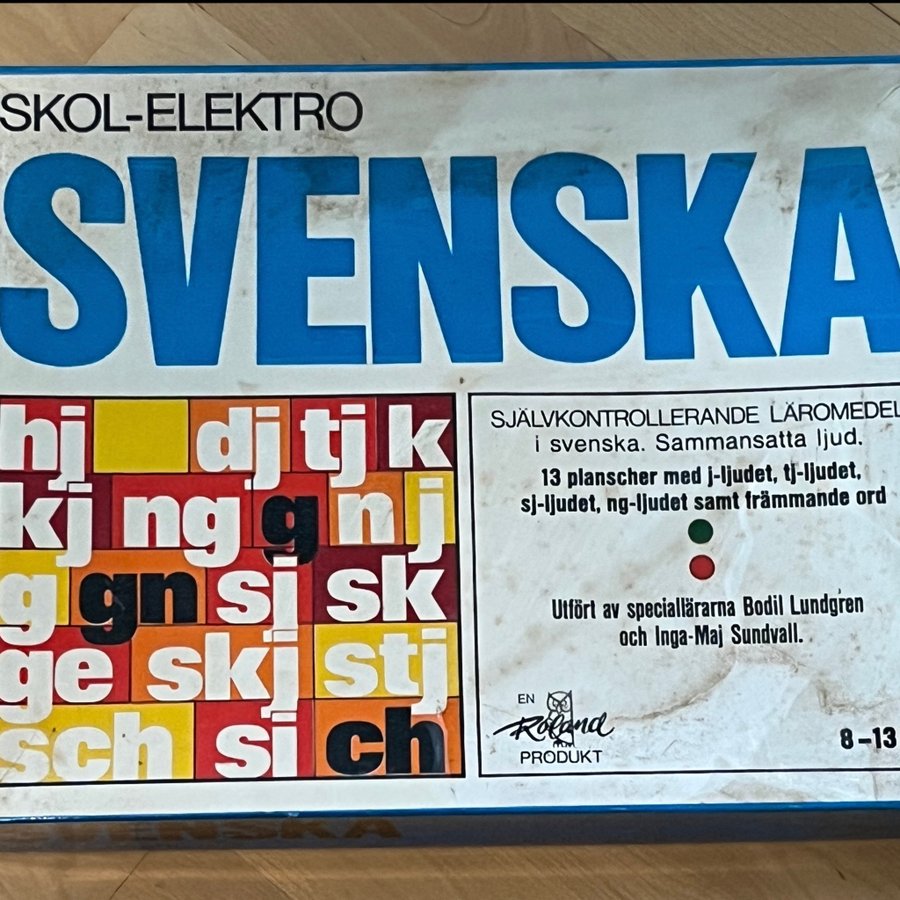 SKOL-ELEKTRO
SVENSKA
hj dj tj k
kj ng g n j
g gn sj sk
ge skj stj
sch si ch
SJÄLVKONTROLLERANDE LÄROMEDEL
i svenska. Sammansatta ljud.
13 planscher med j-ljudet, tj-ljudet,
sj-ljudet, ng-ljudet samt främmande ord
Utfört av speciallärarna Bodil Lundgren
och Inga-Maj Sundvall.
EN
Roland
PRODUKT
8-13
SVENSKA